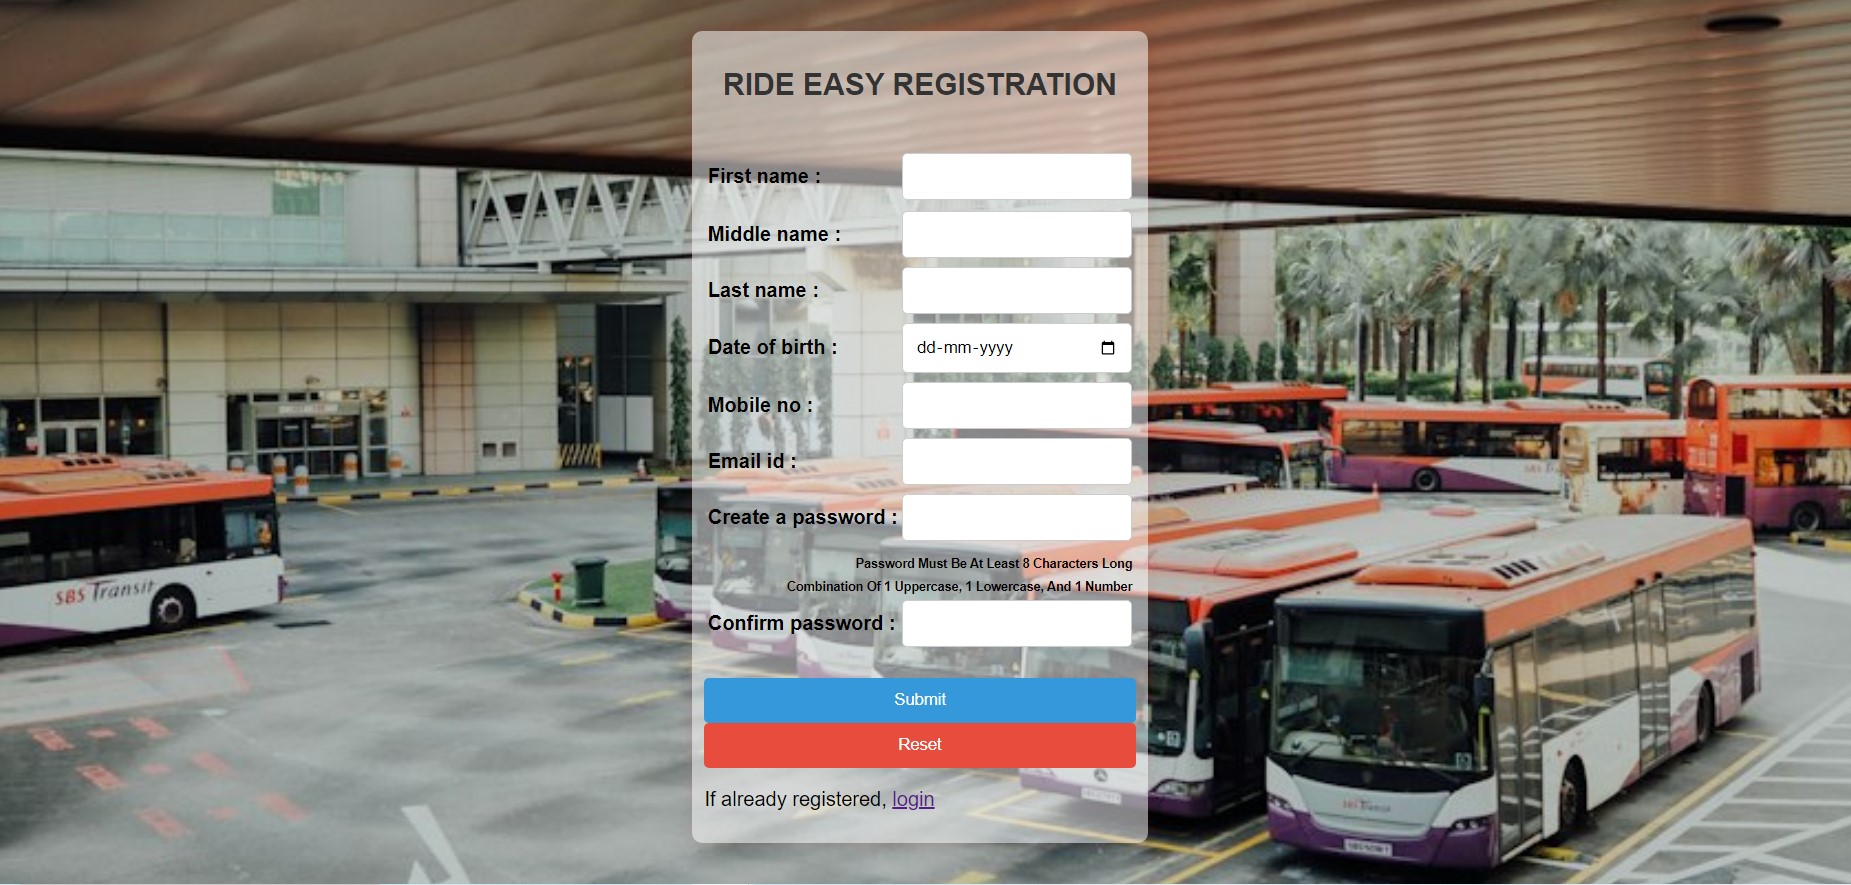 RIDE EASY REGISTRATION
First name :
Middle name :
Last name :
Date of birth :
dd-mm-yyyy
Mobile no :
Email id :
Create a password :
Password Must Be At Least 8 Characters Long
Combination Of 1 Uppercase, 1 Lowercase, And 1 Number
Confirm password :
Submit
Reset
If already registered, login
SBS Transit
SBS Transit